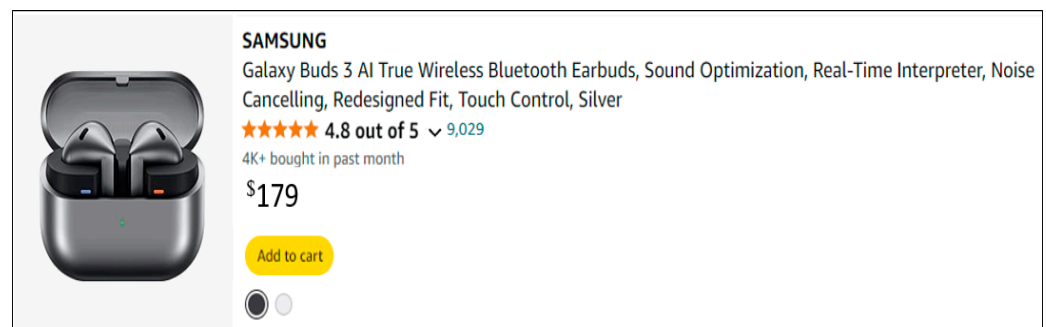 SAMSUNG
Galaxy Buds 3 AI True Wireless Bluetooth Earbuds, Sound Optimization, Real-Time Interpreter, Noise
Cancelling, Redesigned Fit, Touch Control, Silver
4.8 out of 5 9,029
4K+ bought in past month
$179
Add to cart